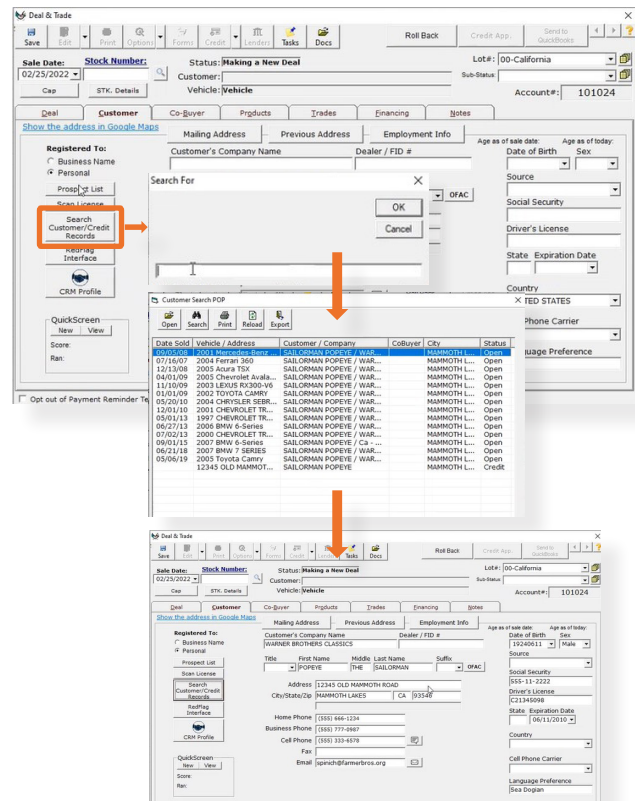 Deal & Trade
Save Edit Print Options Forms Credit Lenders Tasks Docs Roll Back Credit App. Send to QuickBooks
Sale Date: Stock Number: Status: Making a New Deal Lot#: 00-California
02/25/2022 Customer: Sub-Status:
Cap STK. Details Vehicle: Vehicle Account#: 101024
Deal Customer Co-Buyer Products Trades Financing Notes
Show the address in Google Maps Mailing Address Previous Address Employment Info Age as of sale date: Age as of today:
Registered To: Customer's Company Name Dealer / FID # Date of Birth Sex
Business Name
Personal Source
Search For
Prospect List OFAC
Scan License OK Social Security
Search Customer/Credit Records Cancel Driver's License
RedFlag Interface State Expiration Date
CRM Profile Country
TED STATES
Customer Search POP
Open Search Print Reload Export
QuickScreen Phone Carrier
New View
Score: uage Preference
Ran:
Opt out of Payment Reminder Te
Date Sold Vehicle / Address Customer / Company CoBuyer City Status
09/05/08 2001 Mercedes-Benz ... SAILORMAN POPEYE / WAR... MAMMOTH L... Open
07/16/07 2004 Ferrari 360 SAILORMAN POPEYE / WAR... MAMMOTH L... Open
12/13/08 2005 Acura TSX SAILORMAN POPEYE / WAR... MAMMOTH L... Open
04/01/09 2005 Chevrolet Avala... SAILORMAN POPEYE / WAR... MAMMOTH L... Open
11/10/09 2003 LEXUS RX300-V6 SAILORMAN POPEYE / WAR... MAMMOTH L... Open
01/01/09 2002 TOYOTA CAMRY SAILORMAN POPEYE / WAR... MAMMOTH L... Open
05/20/10 2004 CHRYSLER SEBR... SAILORMAN POPEYE / WAR... MAMMOTH L... Open
12/01/10 2001 CHEVROLET TR... SAILORMAN POPEYE / WAR... MAMMOTH L... Open
05/01/13 1997 CHEVROLET TR... SAILORMAN POPEYE / WAR... MAMMOTH L... Open
06/27/13 2006 BMW 6-Series SAILORMAN POPEYE / WAR... MAMMOTH L... Open
07/02/13 2000 CHEVROLET TR... SAILORMAN POPEYE / WAR... MAMMOTH L... Open
09/01/15 2007 BMW 6-Series SAILORMAN POPEYE / Ca - ... MAMMOTH L... Open
06/21/18 2007 BMW 7 SERIES SAILORMAN POPEYE / WAR... MAMMOTH L... Open
05/06/19 2005 Toyota Camry SAILORMAN POPEYE / WAR... MAMMOTH L... Open
12345 OLD MAMMOT... SAILORMAN POPEYE MAMMOTH L... Credit
Deal & Trade
Save Edit Print Options Forms Credit Lenders Tasks Docs Roll Back Credit App. Send to QuickBooks
Sale Date: Stock Number: Status: Making a New Deal Lot#: 00-California
02/25/2022 Customer: Sub-Status:
Cap STK. Details Vehicle: Vehicle Account#: 101024
Deal Customer Co-Buyer Products Trades Financing Notes
Show the address in Google Maps Mailing Address Previous Address Employment Info Age as of sale date: Age as of today:
Registered To: Customer's Company Name Dealer / FID # Date of Birth Sex
Business Name WARNER BROTHERS CLASSICS 19240611 Male
Personal Title First Name Middle Last Name Suffix Source
Prospect List POPEYE THE SAILORMAN OFAC
Scan License Social Security
Search Customer/Credit Records Address 12345 OLD MAMMOTH ROAD 555-11-2222
City/State/Zip MAMMOTH LAKES CA 93546 Driver's License
C21345098
RedFlag Interface State Expiration Date
Home Phone (555) 666-1234 06/11/2010
Business Phone (555) 777-0987
CRM Profile Cell Phone (555) 333-6578 Country
Fax
QuickScreen Email spinich@farmerbros.org Cell Phone Carrier
New View
Score: Language Preference
Ran: Sea Dogian